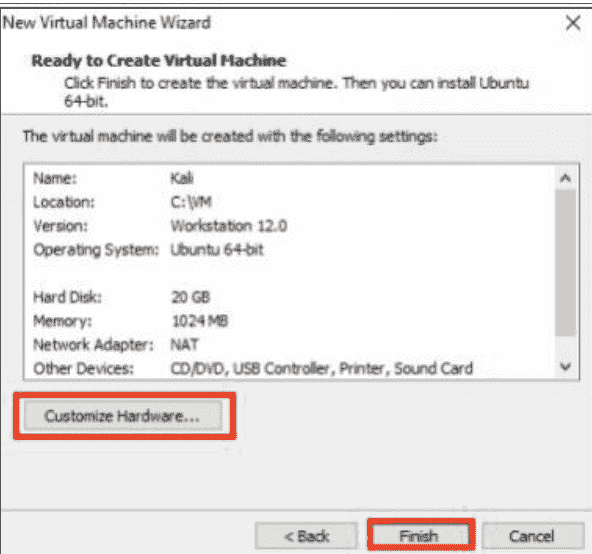 New Virtual Machine Wizard
Ready to Create Virtual Machine
Click Finish to create the virtual machine. Then you can install Ubuntu
64-bit.
The virtual machine will be created with the following settings:
Name: Kali
Location: C:\VM
Version: Workstation 12.0
Operating System: Ubuntu 64-bit
Hard Disk: 20 GB
Memory: 1024 MB
Network Adapter: NAT
Other Devices: CD/DVD, USB Controller, Printer, Sound Card
Customize Hardware...
< Back Finish Cancel